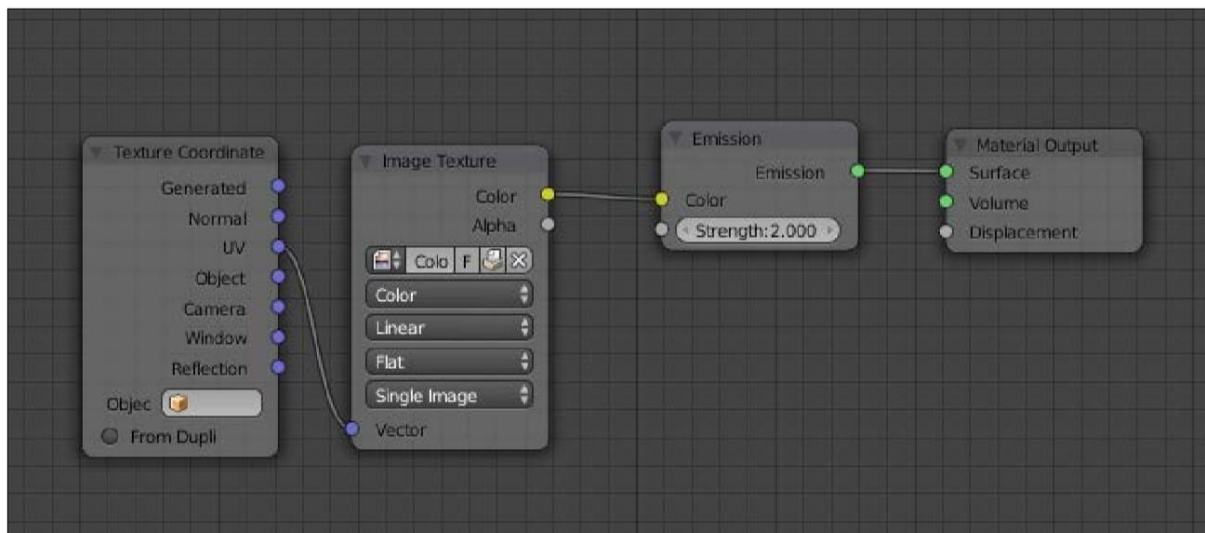 Texture Coordinate
Generated
Normal
UV
Object
Camera
Window
Reflection
Objec
From Dupli
Image Texture
Color
Alpha
Colo F
Color
Linear
Flat
Single Image
Vector
Emission
Emission
Color
Strength:2.000
Material Output
Surface
Volume
Displacement